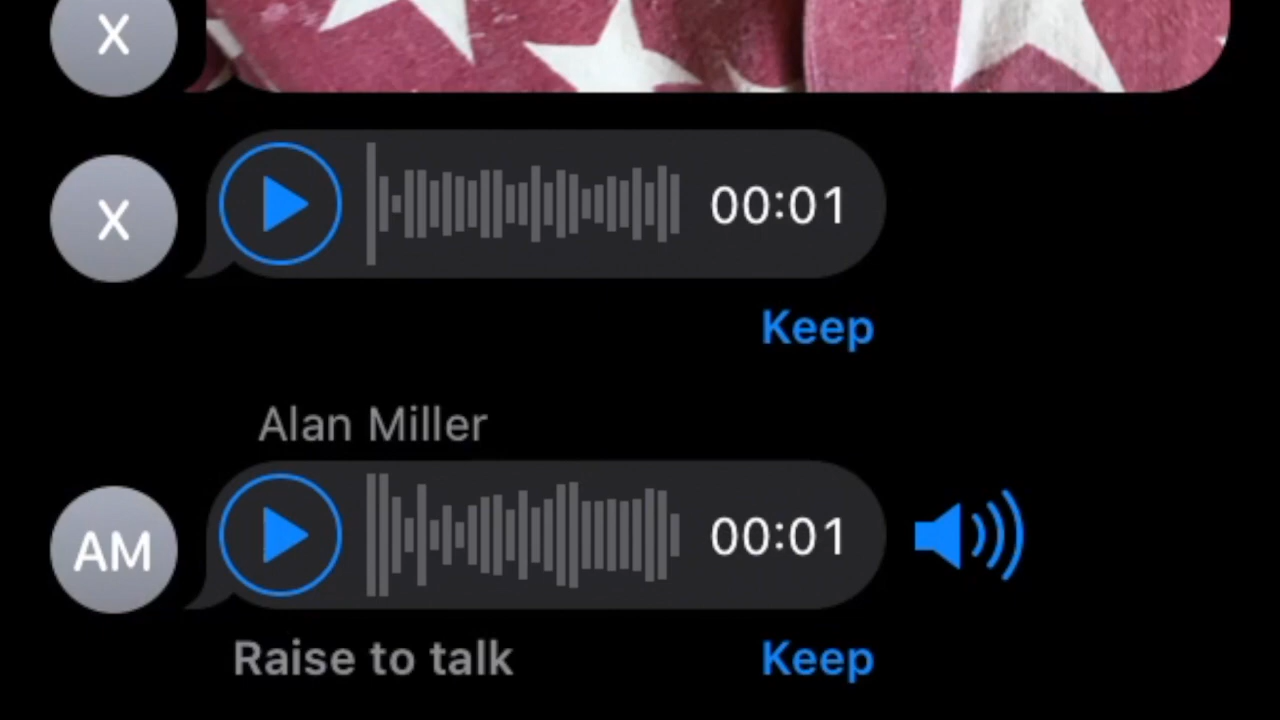 X
X
00:01
Keep
Alan Miller
AM
00:01
Raise to talk
Keep